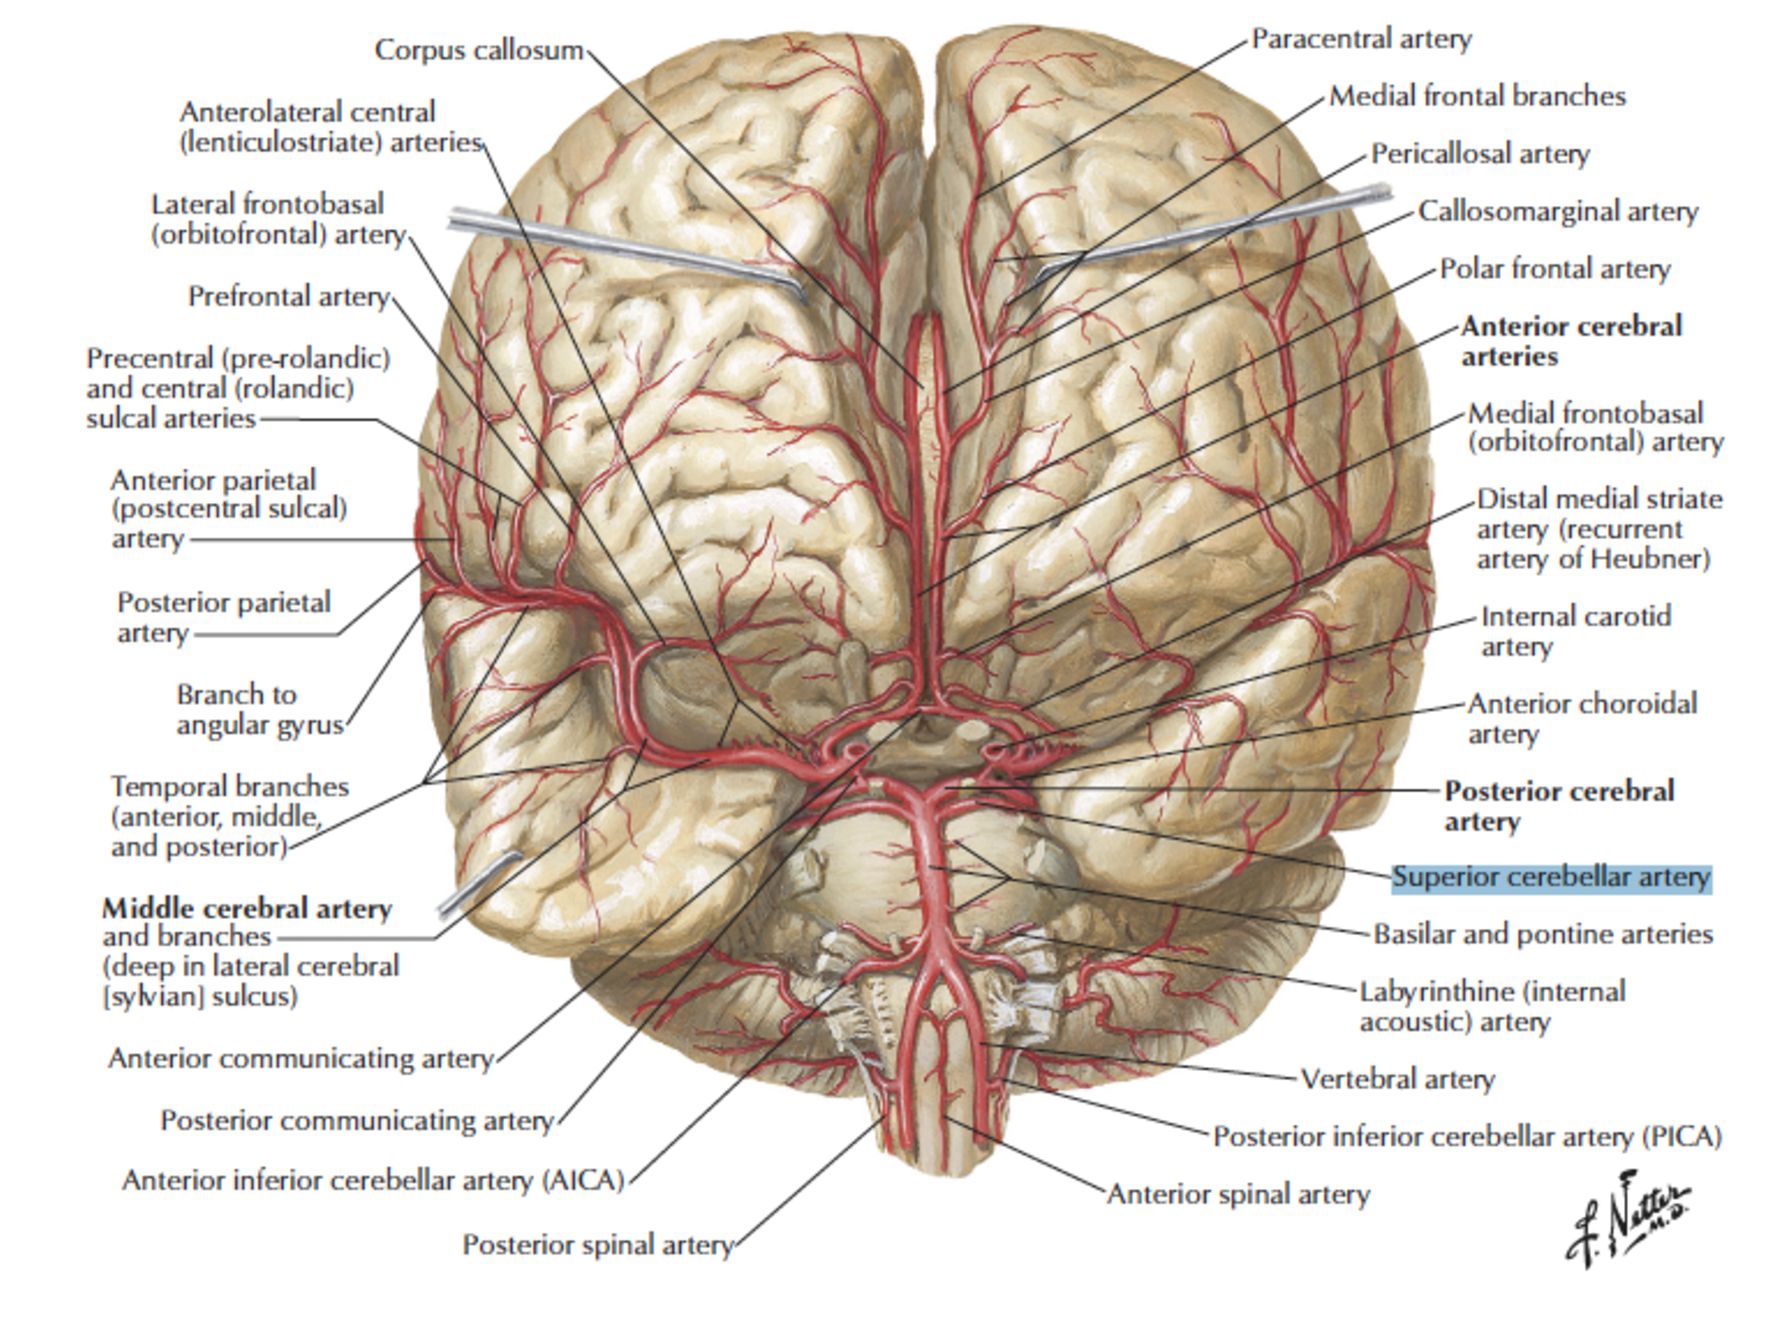 Corpus callosum
Anterolateral central
(lenticulostriate) arteries
Lateral frontobasal
(orbitofrontal) artery
Prefrontal artery
Precentral (pre-rolandic)
and central (rolandic)
sulcal arteries
Anterior parietal
(postcentral sulcal)
artery
Posterior parietal
artery
Branch to
angular gyrus
Temporal branches
(anterior, middle,
and posterior)
Middle cerebral artery
and branches
(deep in lateral cerebral
[sylvian] sulcus)
Anterior communicating artery
Posterior communicating artery
Anterior inferior cerebellar artery (AICA)
Posterior spinal artery
Paracentral artery
Medial frontal branches
Pericallosal artery
Callosomarginal artery
Polar frontal artery
Anterior cerebral
arteries
Medial frontobasal
(orbitofrontal) artery
Distal medial striate
artery (recurrent
artery of Heubner)
Internal carotid
artery
Anterior choroidal
artery
Posterior cerebral
artery
Superior cerebellar artery
Basilar and pontine arteries
Labyrinthine (internal
acoustic) artery
Vertebral artery
Posterior inferior cerebellar artery (PICA)
Anterior spinal artery
F. Netter
M.D.